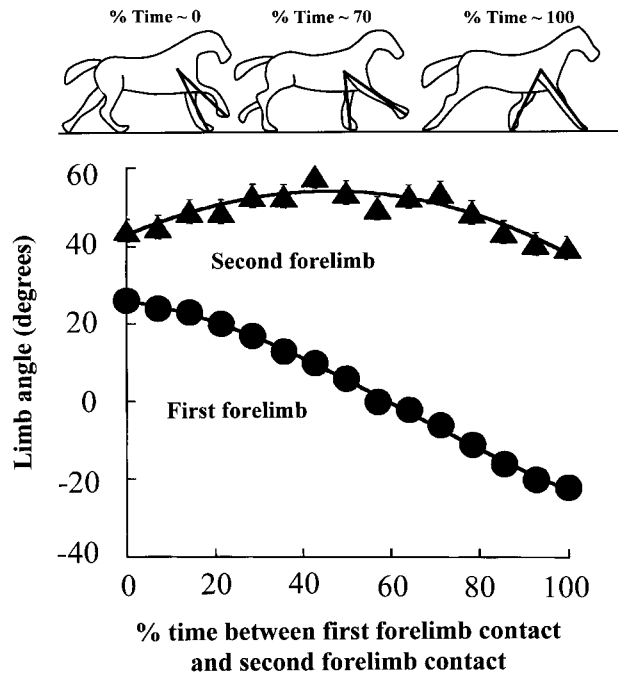 % Time ~ 0 % Time ~ 70 % Time ~ 100
60
40
20
0
-20
-40
Limb angle (degrees)
Second forelimb
First forelimb
0 20 40 60 80 100
% time between first forelimb contact
and second forelimb contact